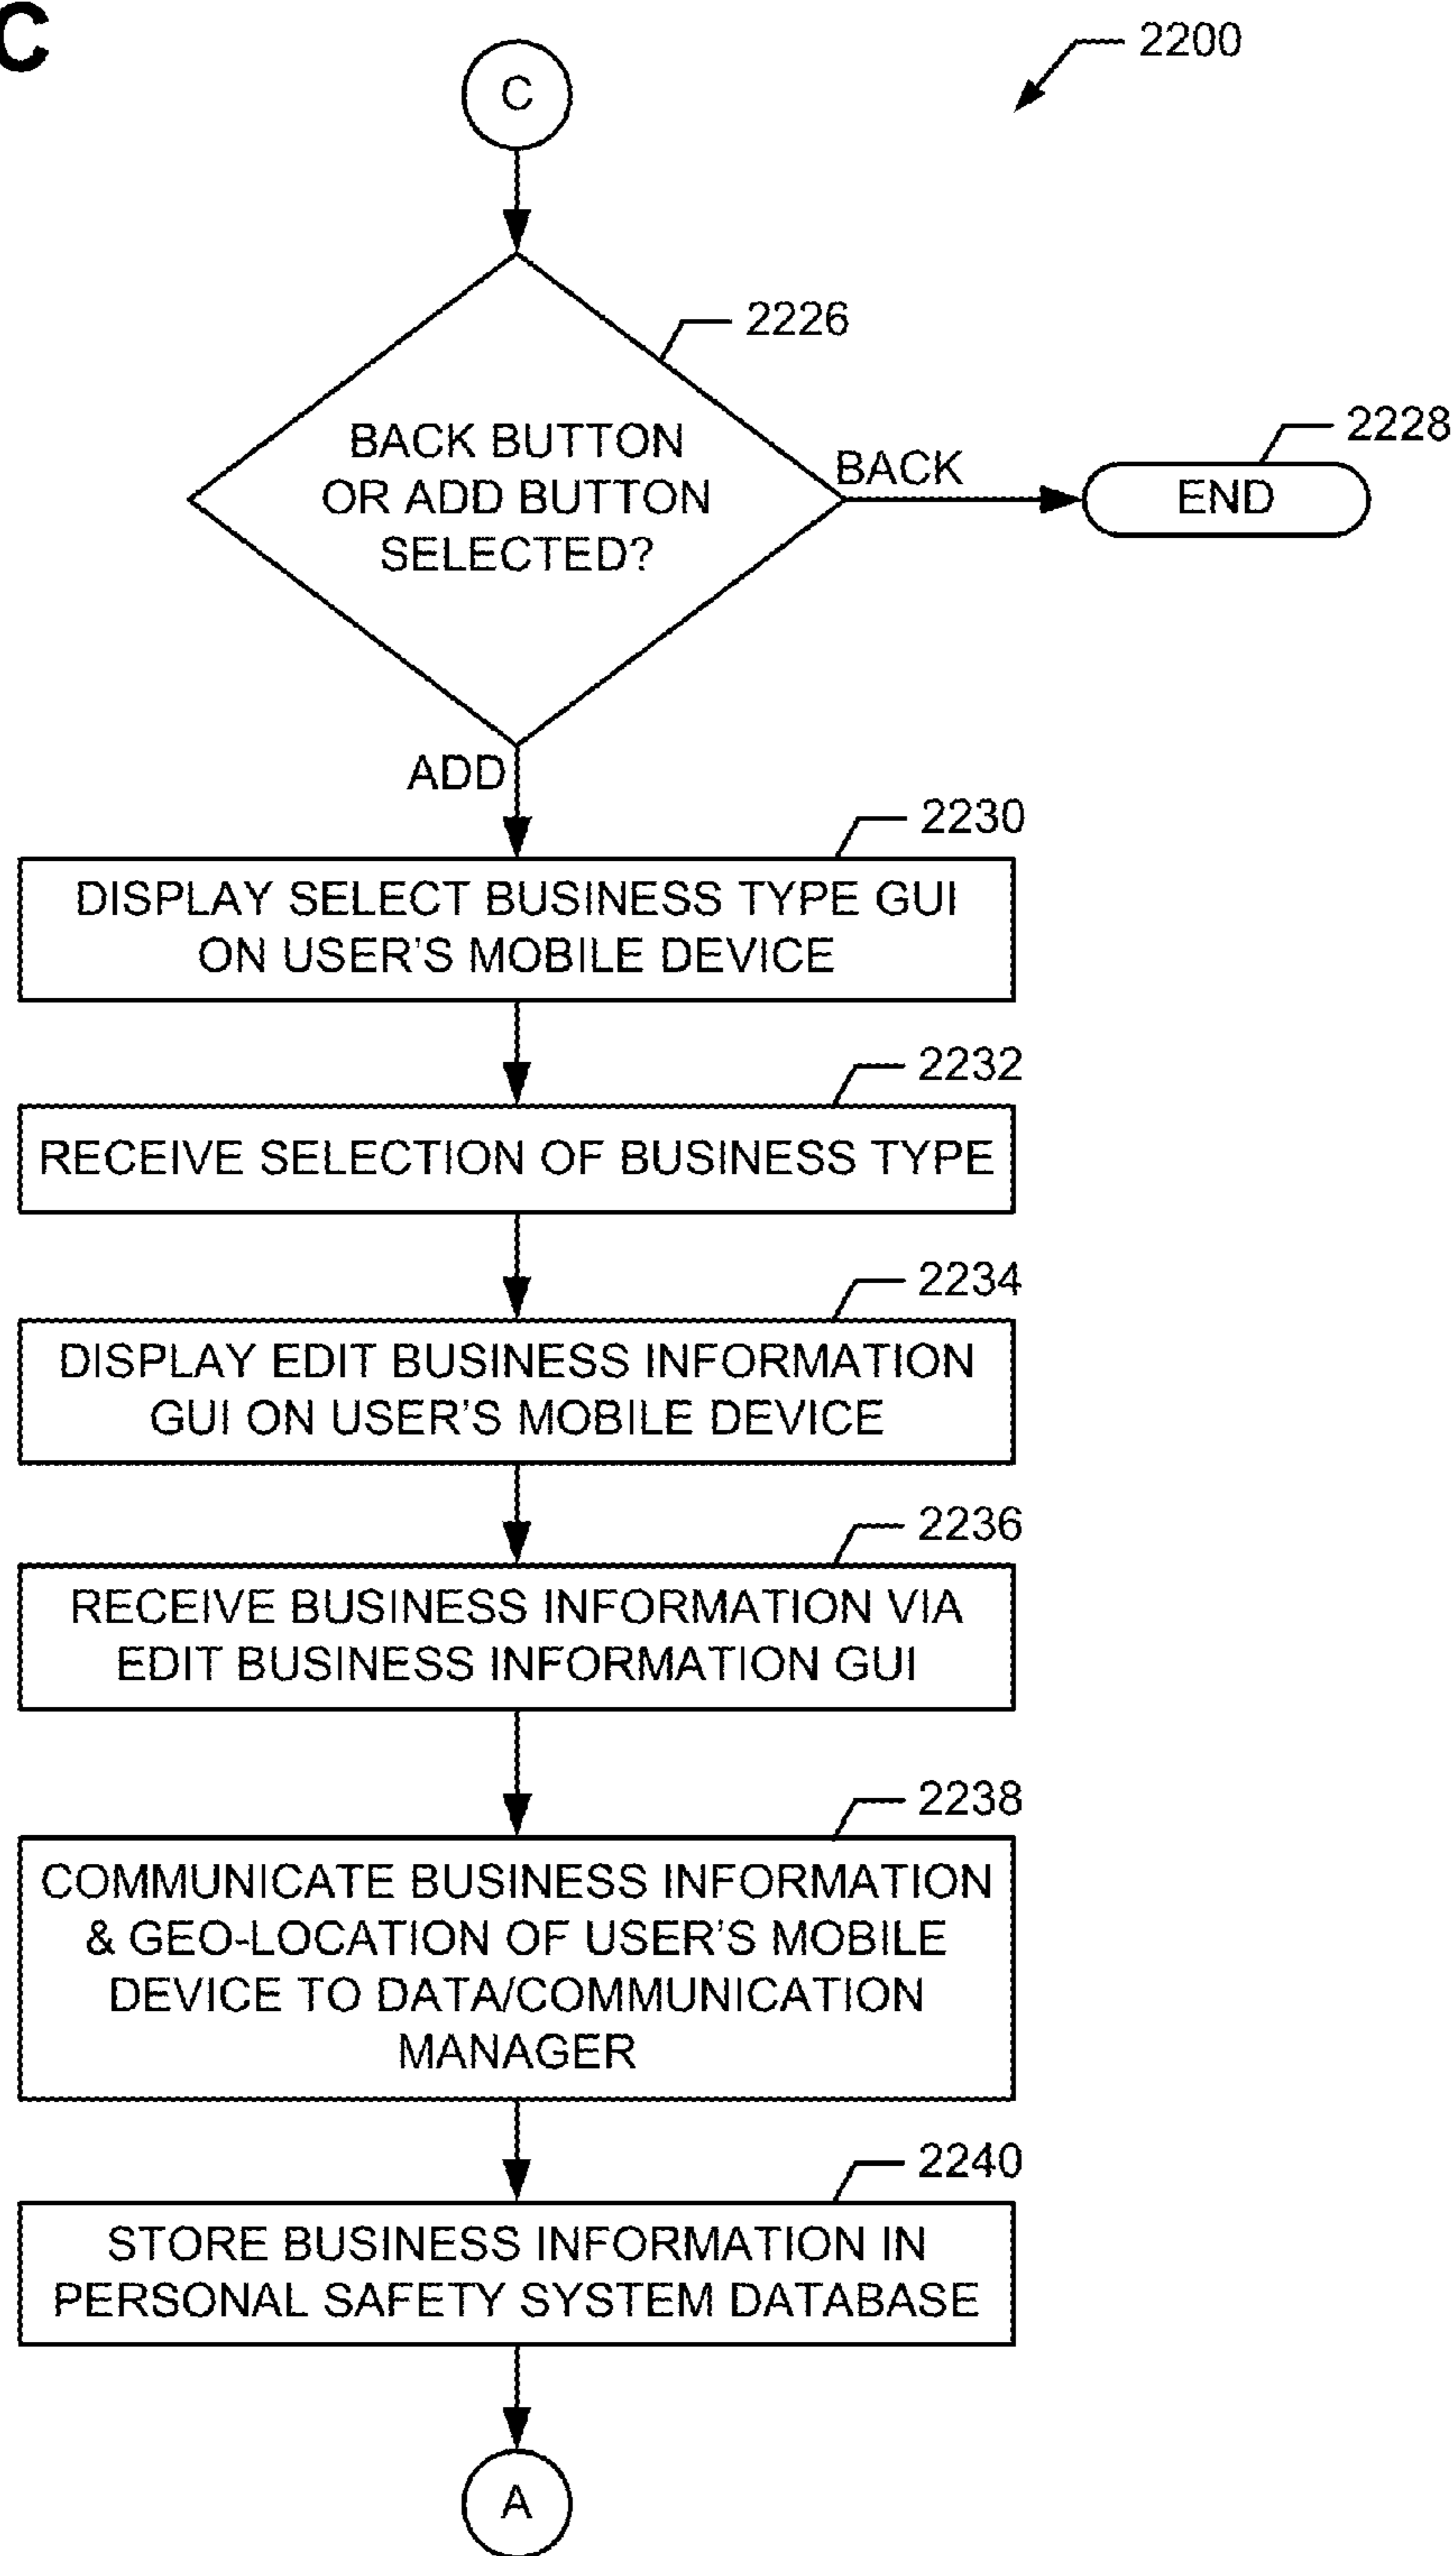 C
2200
C
2226
BACK BUTTON
OR ADD BUTTON
SELECTED?
BACK
2228
END
ADD
2230
DISPLAY SELECT BUSINESS TYPE GUI
ON USER'S MOBILE DEVICE
2232
RECEIVE SELECTION OF BUSINESS TYPE
2234
DISPLAY EDIT BUSINESS INFORMATION
GUI ON USER'S MOBILE DEVICE
2236
RECEIVE BUSINESS INFORMATION VIA
EDIT BUSINESS INFORMATION GUI
2238
COMMUNICATE BUSINESS INFORMATION
& GEO-LOCATION OF USER'S MOBILE
DEVICE TO DATA/COMMUNICATION
MANAGER
2240
STORE BUSINESS INFORMATION IN
PERSONAL SAFETY SYSTEM DATABASE
A